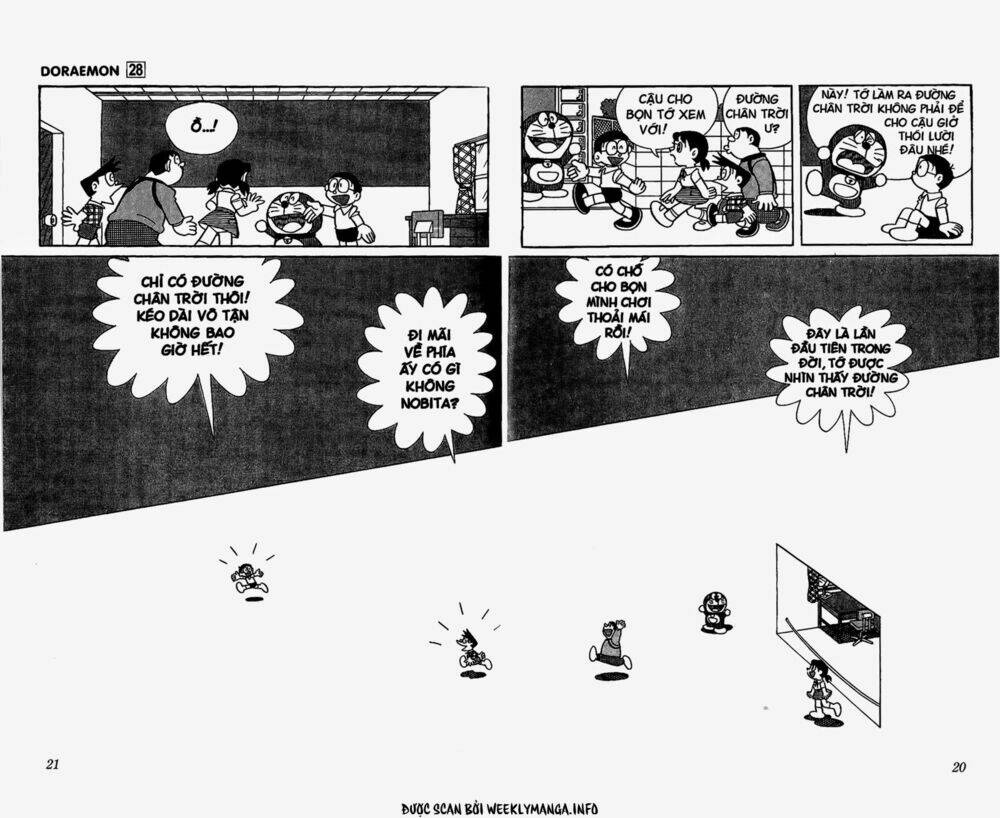 DORAEMON 28
NÀY! TỚ LÀM RA ĐƯỜNG
CHÂN TRỜI KHÔNG PHẢI ĐỂ
CHO CẬU GIỞ
THÓI LƯỜI
ĐÂU NHÉ!
ĐƯỜNG
CHÂN TRỜI
Ư?
CẬU CHO
BỌN TỚ XEM
VỚI!
Ồ...!
ĐÂY LÀ LẦN
ĐẦU TIÊN TRONG
ĐỜI, TỚ ĐƯỢC
NHÌN THẤY ĐƯỜNG
CHÂN TRỜI!
CÓ CHỖ
CHO BỌN
MÌNH CHƠI
THOẢI MÁI
RỒI!
ĐI MÃI
VỀ PHÍA
ẤY CÓ GÌ
KHÔNG
NOBITA?
CHỈ CÓ ĐƯỜNG
CHÂN TRỜI THÔI!
KÉO DÀI VÔ TẬN
KHÔNG BAO
GIỜ HẾT!
20
21
ĐƯỢC SCAN BỞI WEEKLYMANGA.INFO